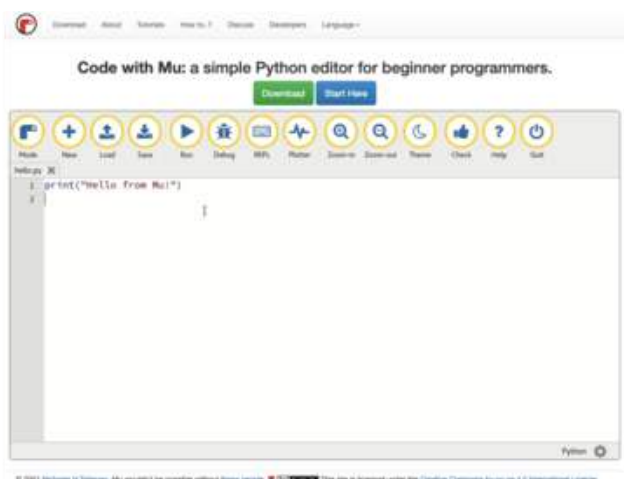 Download About Tutorials How to..? Discuss Developers Language
Code with Mu: a simple Python editor for beginner programmers.
Download Start Here
Mode New Load Save Run Debug REPL Plotter Zoom-in Zoom-out Theme Check Help Quit
hello.py
1 print("Hello from Mu!")
2
Python